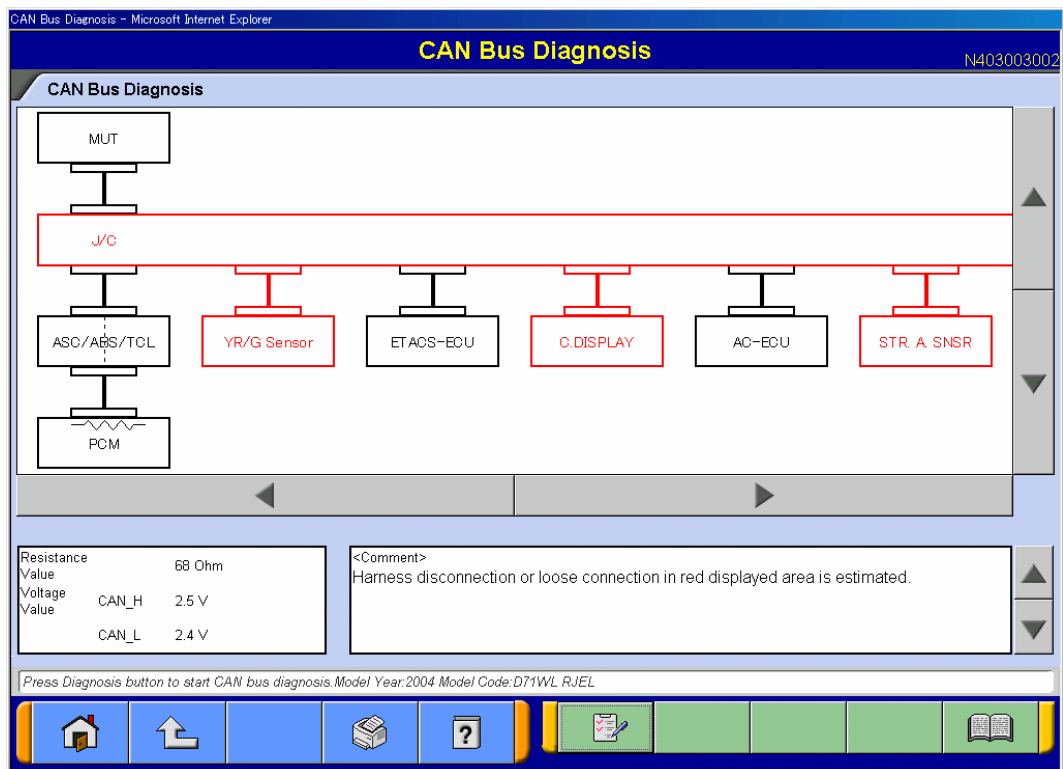 CAN Bus Diagnosis - Microsoft Internet Explorer
CAN Bus Diagnosis
N403003002
CAN Bus Diagnosis
MUT
J/C
ASC/ABS/TCL
YR/G Sensor
ETACS-ECU
C.DISPLAY
AC-ECU
STR. A. SNSR
PCM
Resistance
Value
68 Ohm
Voltage
Value
CAN_H 2.5 V
CAN_L 2.4 V
<Comment>
Harness disconnection or loose connection in red displayed area is estimated.
Press Diagnosis button to start CAN bus diagnosis.Model Year:2004 Model Code:D71WL RJEL
?